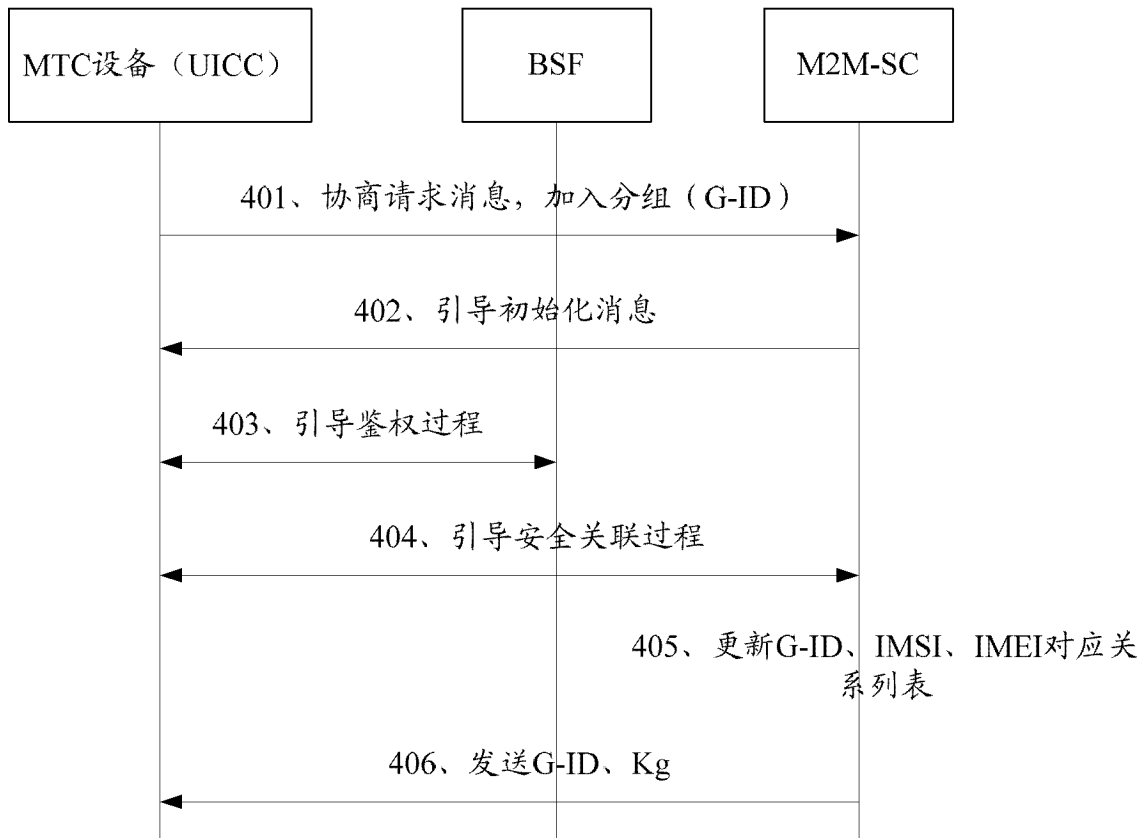 MTC设备（UICC）
BSF
M2M-SC
401、协商请求消息，加入分组（G-ID）
402、引导初始化消息
403、引导鉴权过程
404、引导安全关联过程
405、更新G-ID、IMSI、IMEI对应关
系列表
406、发送G-ID、Kg